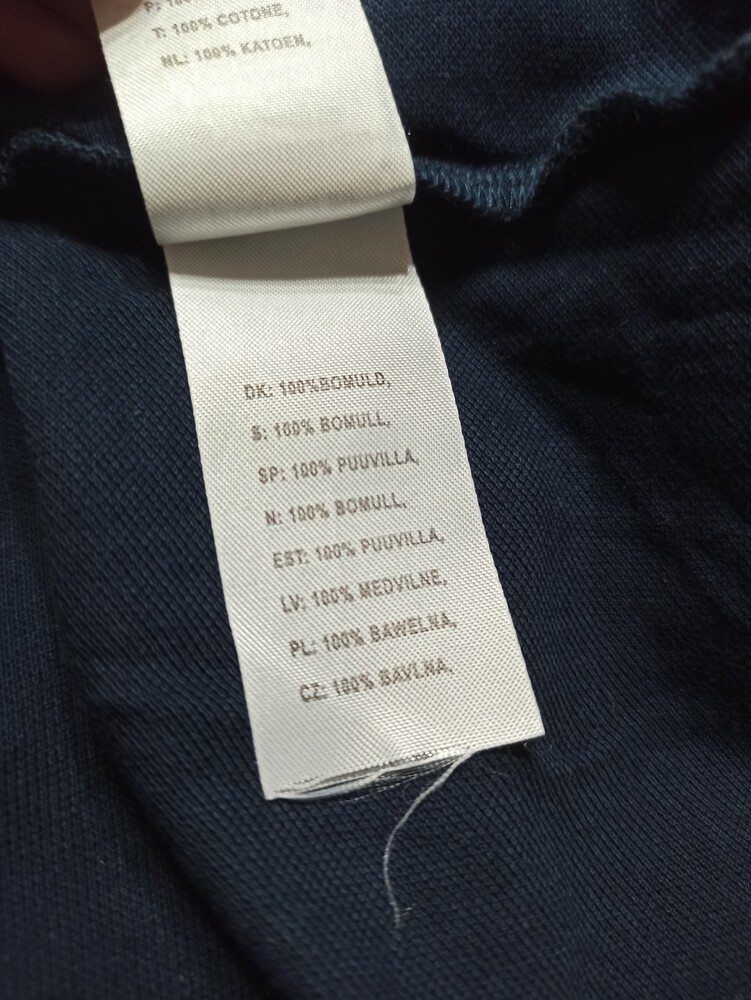 P: 100%
T: 100% COTONE,
NL: 100% KATOEN,
DK: 100%BOMULD,
S: 100% BOMULL,
SP: 100% PUUVILLA,
N: 100% BOMULL,
EST: 100% PUUVILLA,
LV: 100% MEDVILNE,
PL: 100% BAWELNA,
CZ: 100% BAVLNA,